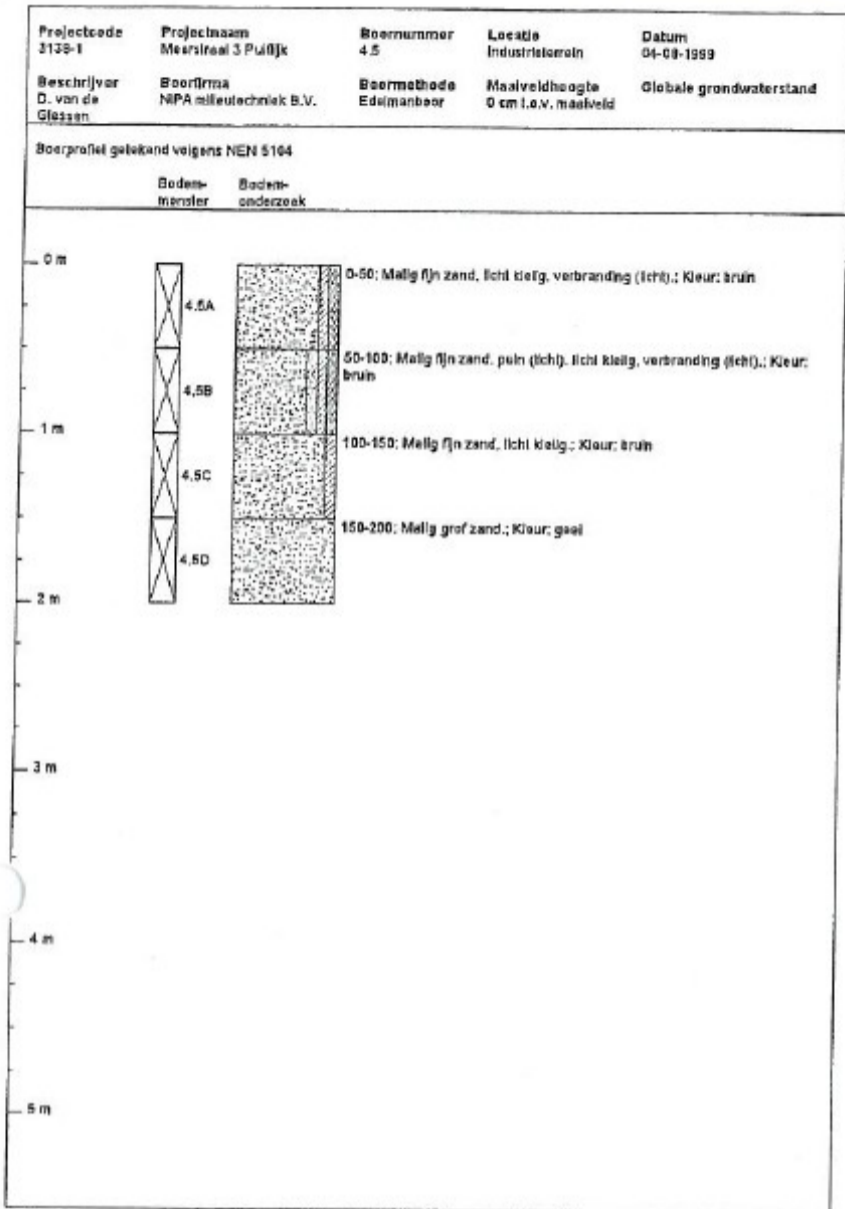 Projectcode Projectnaam Boornummer Locatie Datum
3139-1 Meerstraat 3 Puiflijk 4.5 Industrieterrein 04-08-1999
Beschrijver Boorfirma Boormethode Maaiveldhoogte Globale grondwaterstand
D. van de NIPA milieutechniek B.V. Edelmanboor 0 cm t.o.v. maaiveld
Giessen
Boorprofiel getekend volgens NEN 5104
Bodem- Bodem-
monster onderzoek
0 m
0-50; Matig fijn zand, licht kleiig, verbranding (licht).; Kleur: bruin
4.5A
50-100; Matig fijn zand, puin (licht), licht kleiig, verbranding (licht).; Kleur:
bruin
4.5B
1 m
100-150; Matig fijn zand, licht kleiig.; Kleur: bruin
4.5C
150-200; Matig grof zand.; Kleur: geel
4.5D
2 m
3 m
4 m
5 m